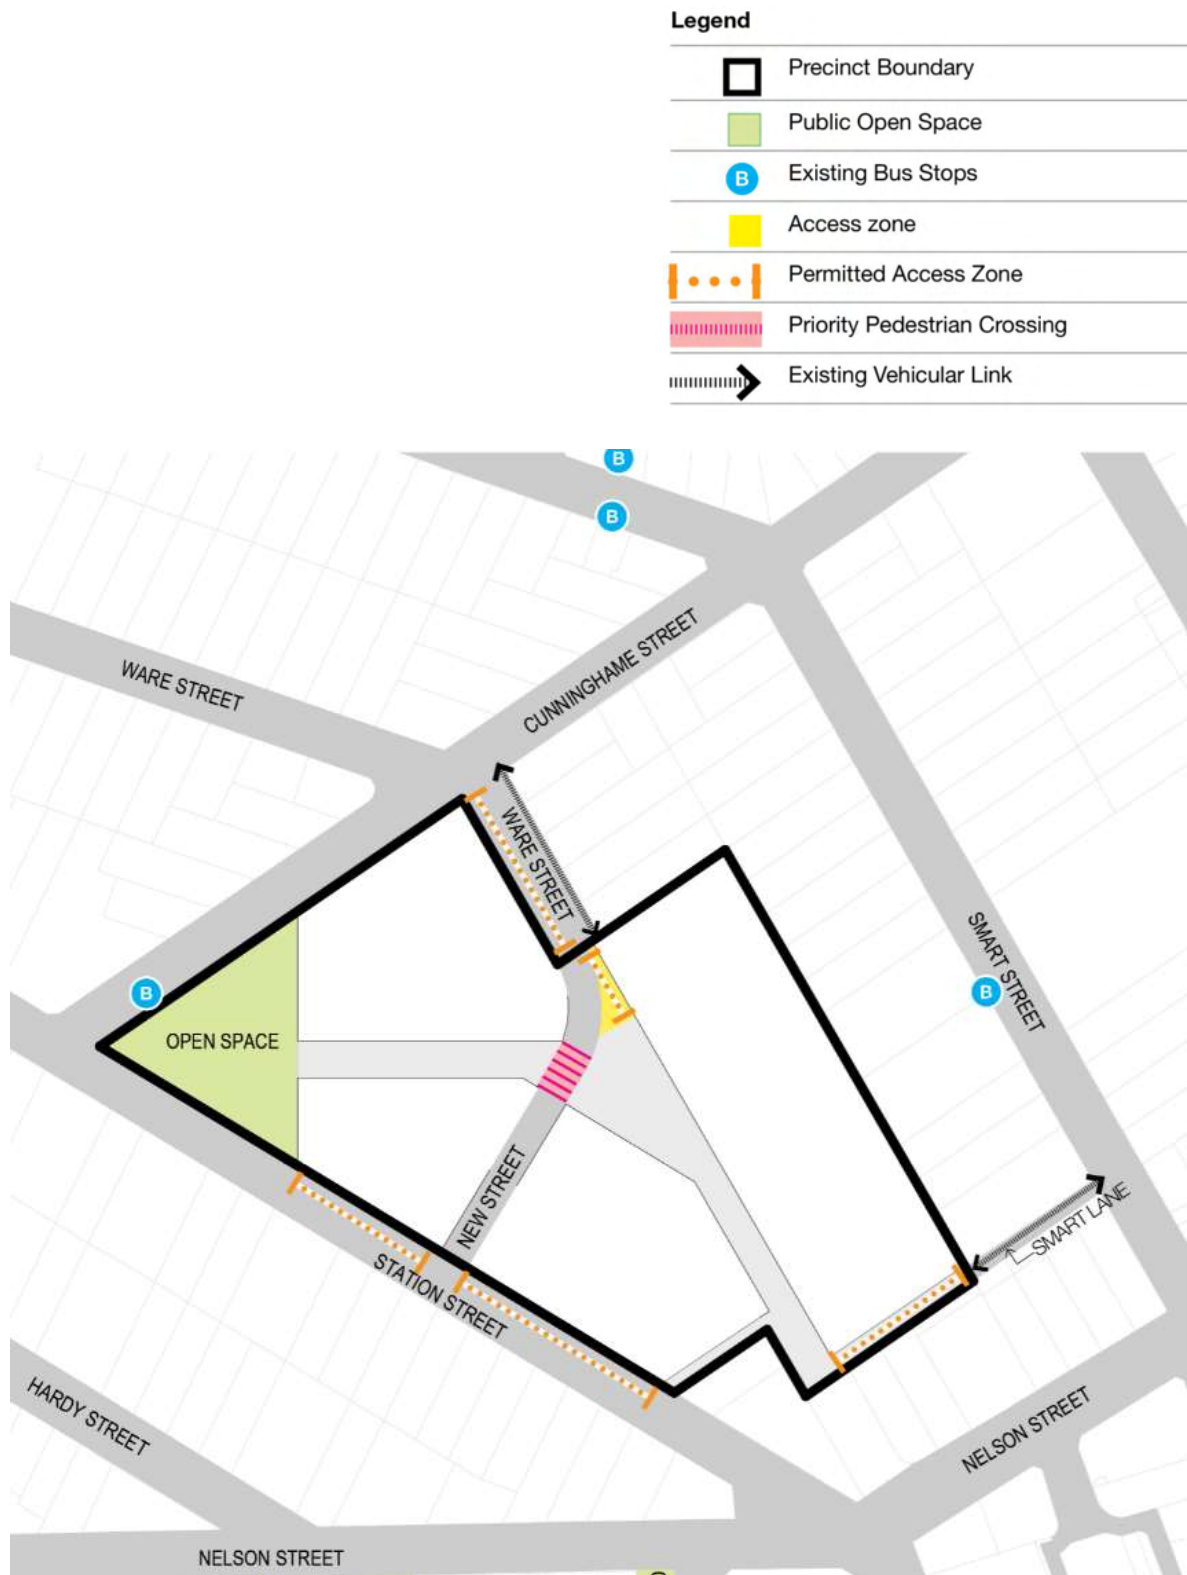 Legend
Precinct Boundary
Public Open Space
B
Existing Bus Stops
Access zone
Permitted Access Zone
Priority Pedestrian Crossing
Existing Vehicular Link
B
B
CUNNINGHAME STREET
WARE STREET
WARE STREET
SMART STREET
B
B
OPEN SPACE
NEW STREET
SMART LANE
STATION STREET
HARDY STREET
NELSON STREET
NELSON STREET